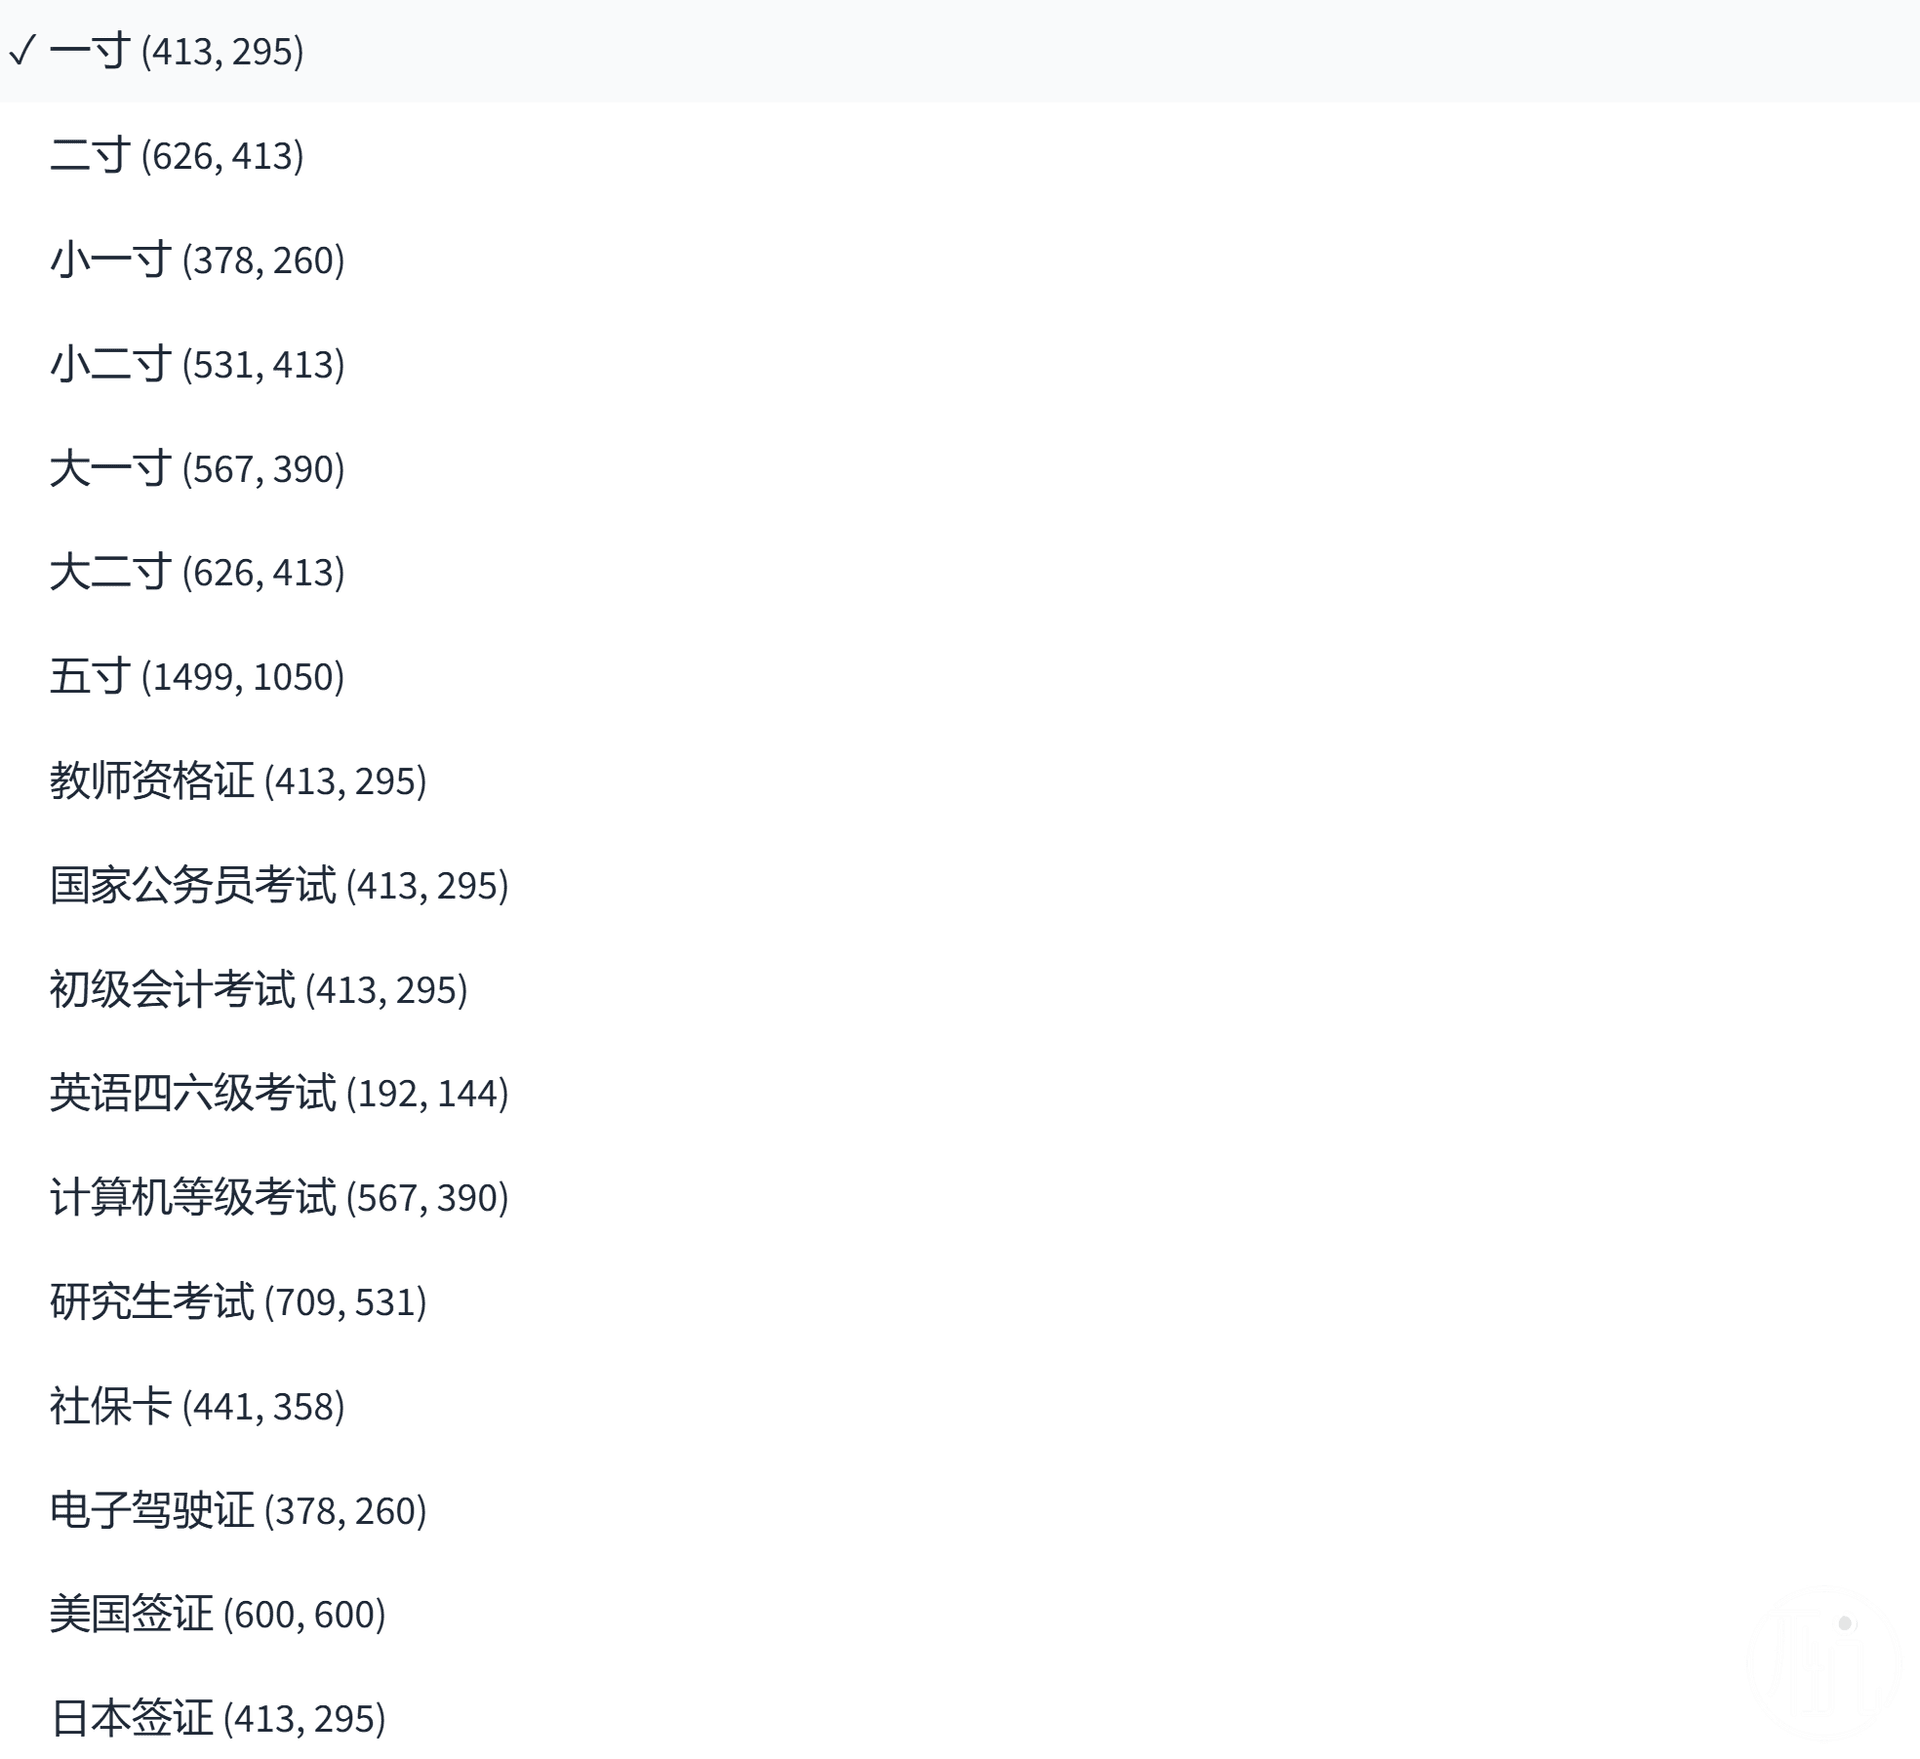 ✓ 一寸 (413, 295)
二寸 (626, 413)
小一寸 (378, 260)
小二寸 (531, 413)
大一寸 (567, 390)
大二寸 (626, 413)
五寸 (1499, 1050)
教师资格证 (413, 295)
国家公务员考试 (413, 295)
初级会计考试 (413, 295)
英语四六级考试 (192, 144)
计算机等级考试 (567, 390)
研究生考试 (709, 531)
社保卡 (441, 358)
电子驾驶证 (378, 260)
美国签证 (600, 600)
日本签证 (413, 295)